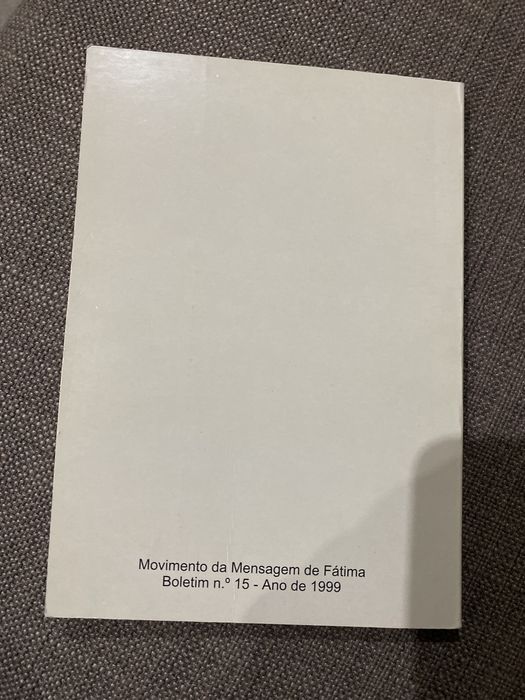 Movimento da Mensagem de Fátima
Boletim n.º 15 - Ano de 1999